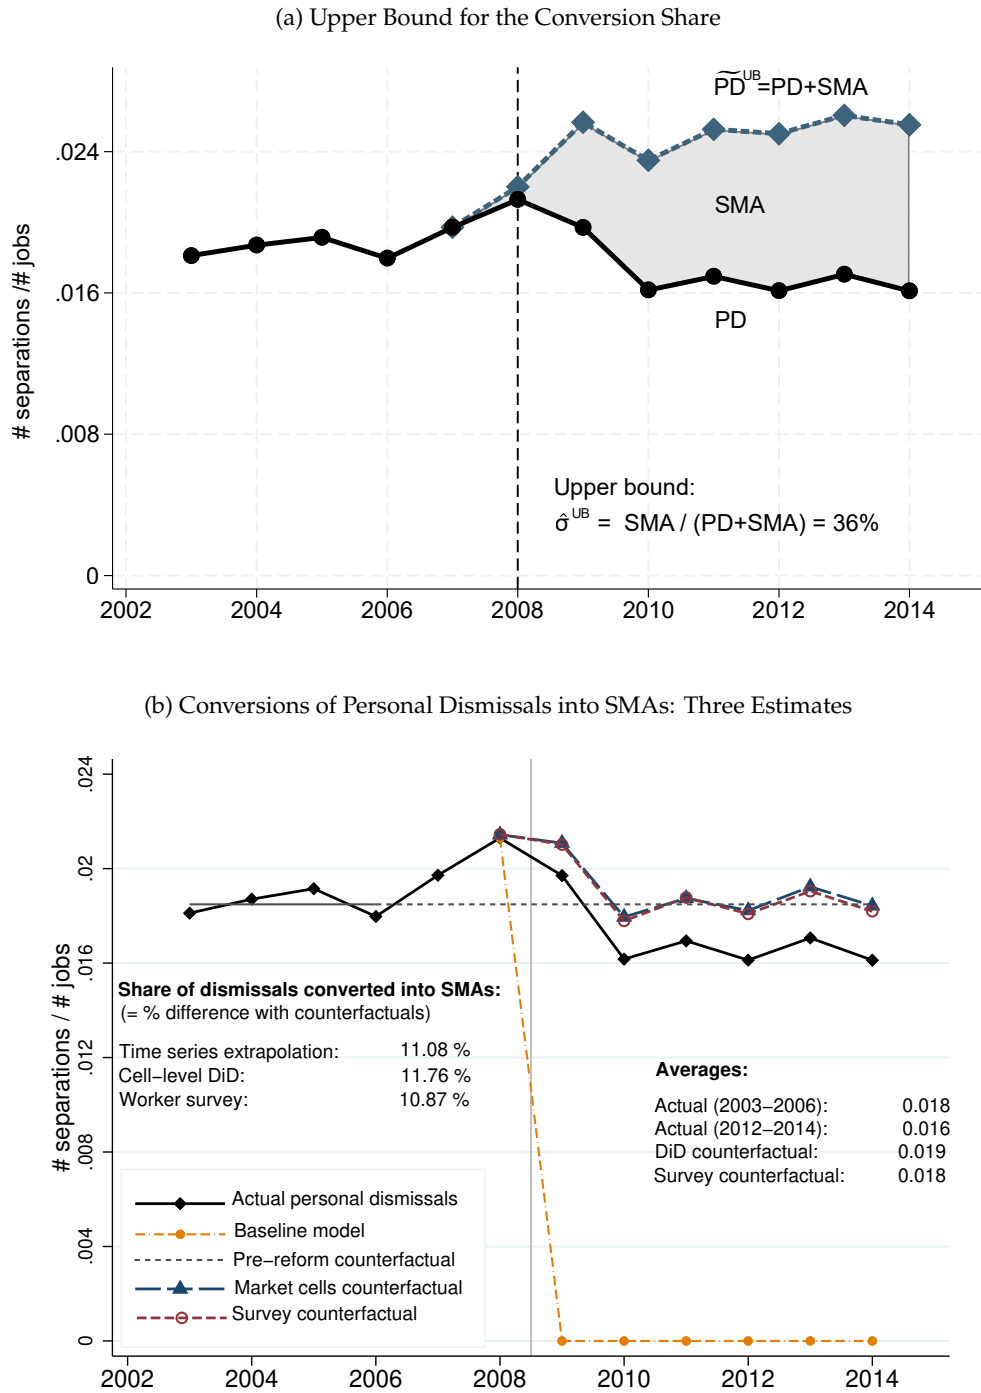 (a) Upper Bound for the Conversion Share
P̃D^UB=PD+SMA
.024
SMA
.016
PD
.008
Upper bound:
σ̂^UB = SMA / (PD+SMA) = 36%
0
# separations /# jobs
2002 2004 2006 2008 2010 2012 2014
(b) Conversions of Personal Dismissals into SMAs: Three Estimates
.024
.02
.016
.012
.008
.004
0
# separations / # jobs
Share of dismissals converted into SMAs:
(= % difference with counterfactuals)
Time series extrapolation: 11.08 %
Cell−level DiD: 11.76 %
Worker survey: 10.87 %
Averages:
Actual (2003−2006): 0.018
Actual (2012−2014): 0.016
DiD counterfactual: 0.019
Survey counterfactual: 0.018
Actual personal dismissals
Baseline model
Pre−reform counterfactual
Market cells counterfactual
Survey counterfactual
2002 2004 2006 2008 2010 2012 2014